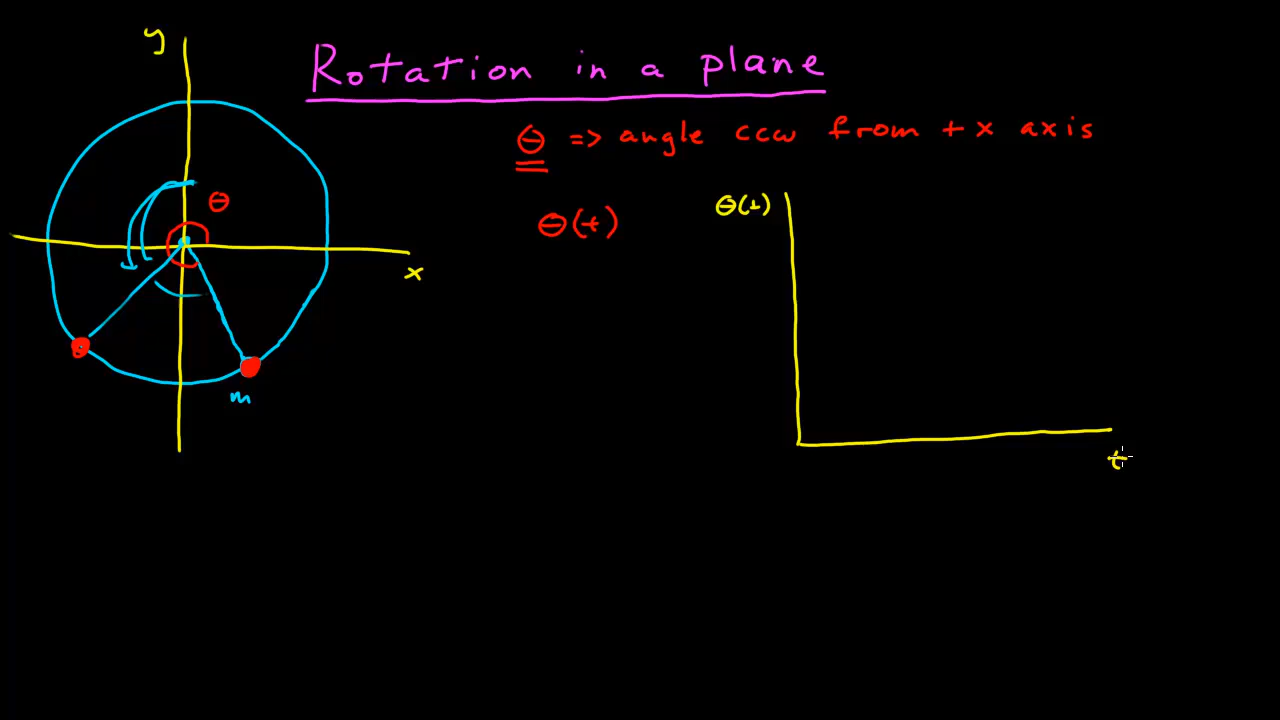 y
Rotation in a plane
θ => angle ccw from + x axis
θ
θ(t)
θ(t)
x
m
t